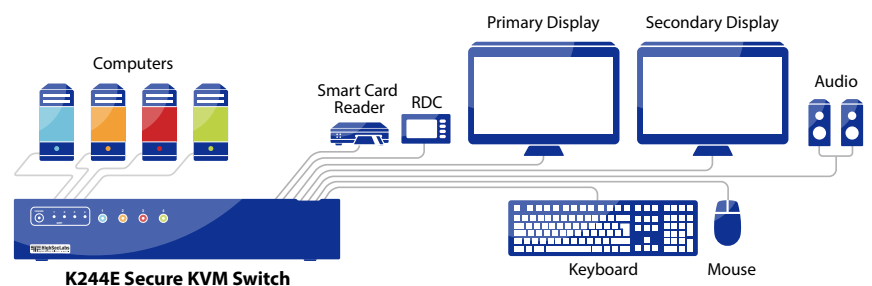 Primary Display
Secondary Display
Computers
Audio
Smart Card
Reader
RDC
1
2
3
4
HighSecLabs
K244E Secure KVM Switch
Keyboard
Mouse